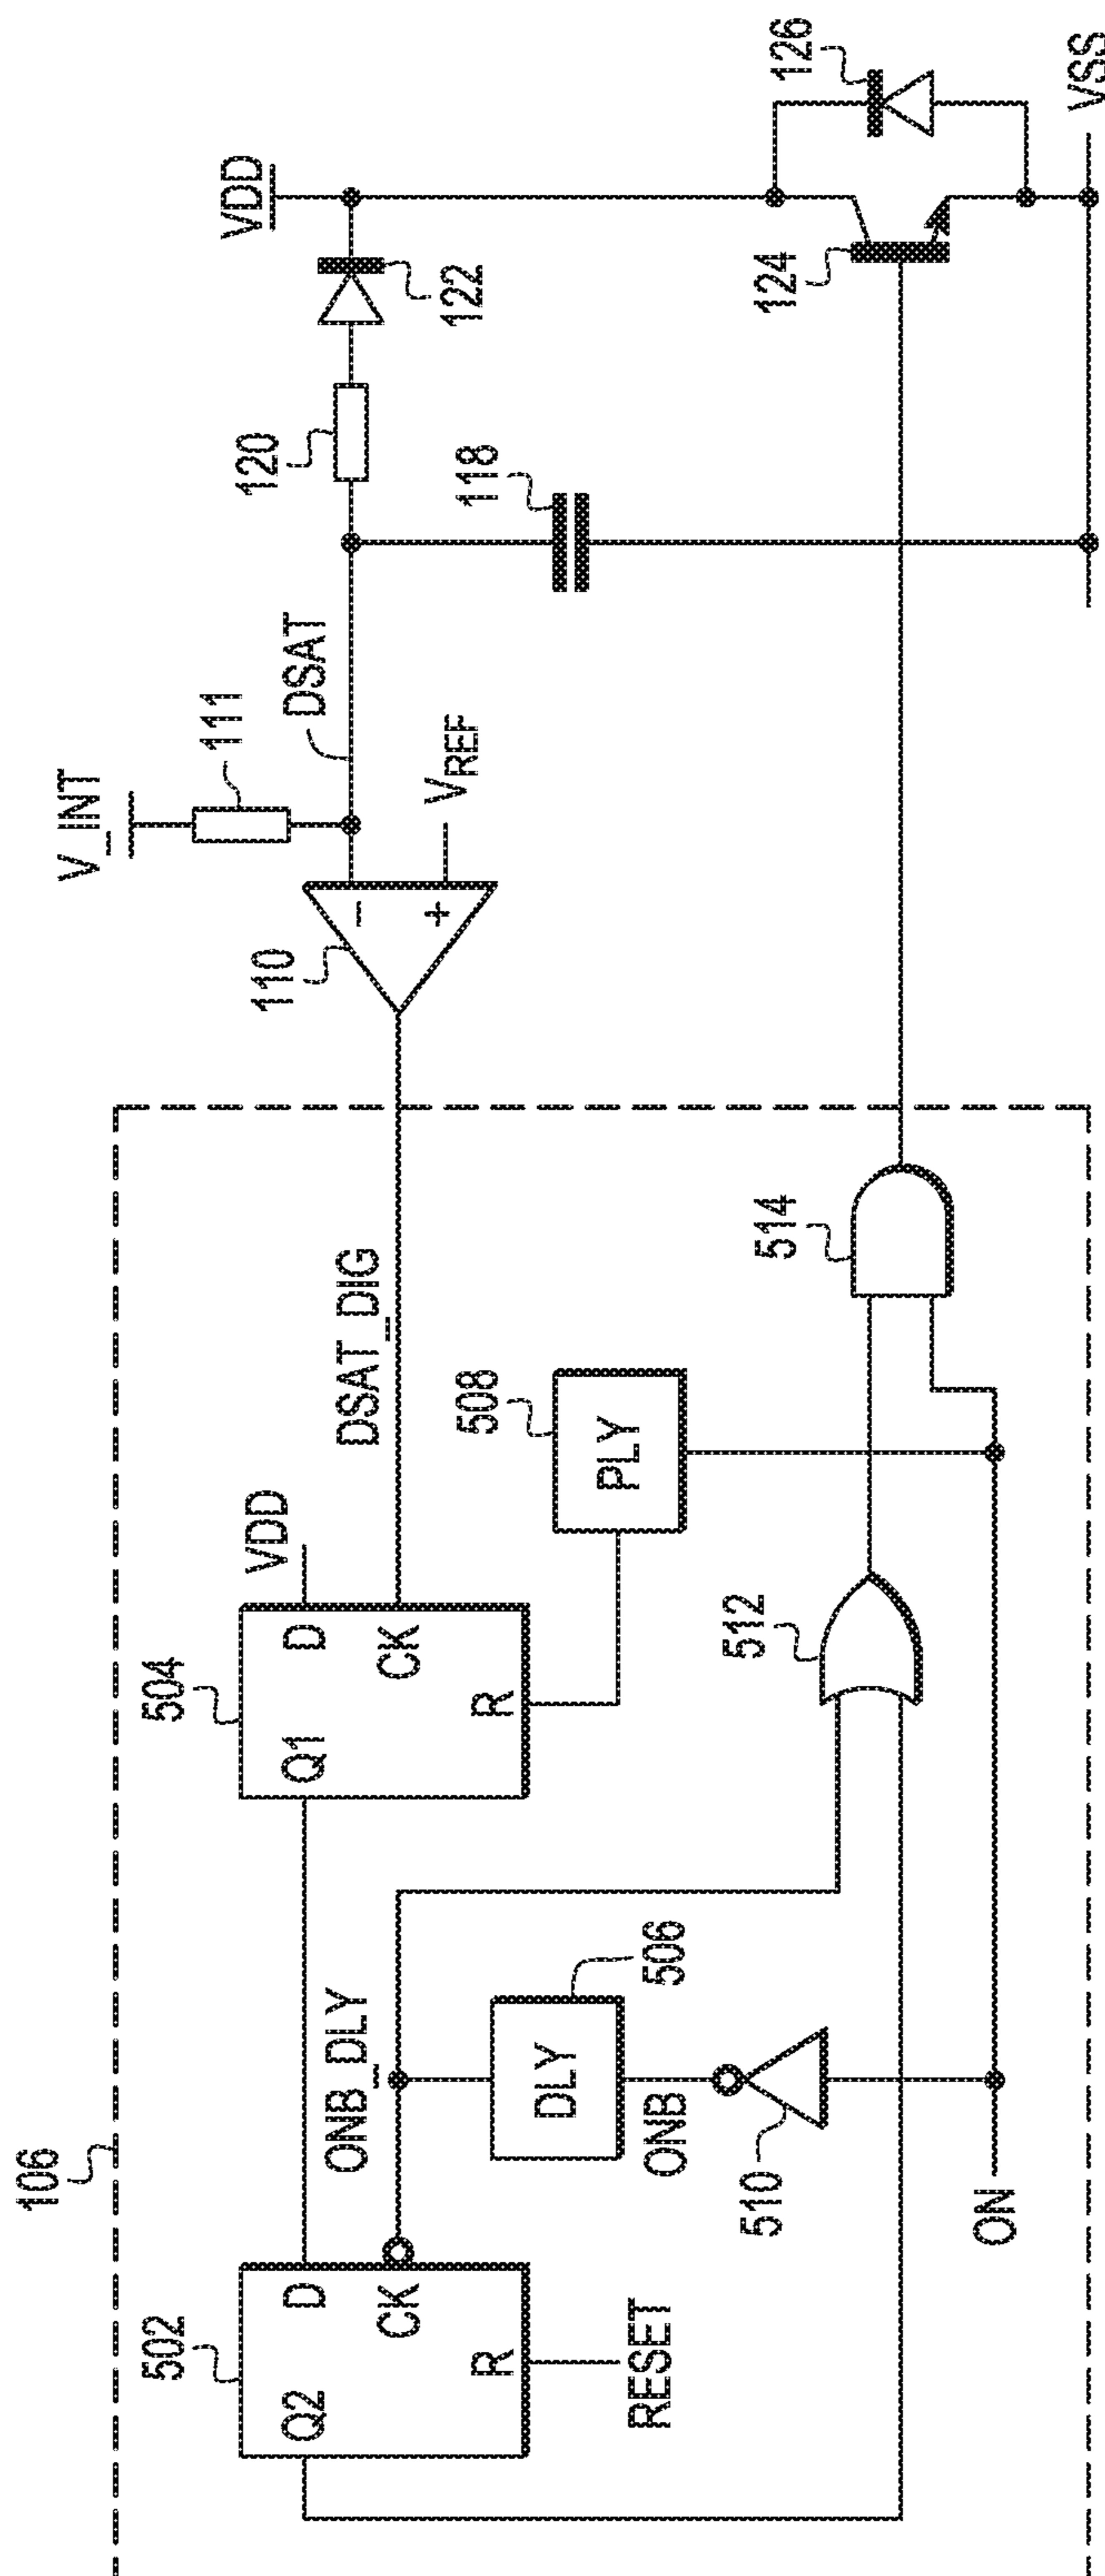 106
502
Q2
D
CK
R
RESET
ONB_DLY
DLY
506
ONB
510
ON
504
Q1
D
CK
R
VDD
DSAT_DIG
PLY
508
512
514
110
-
+
V_INT
111
DSAT
VREF
120
118
122
VDD
124
126
VSS